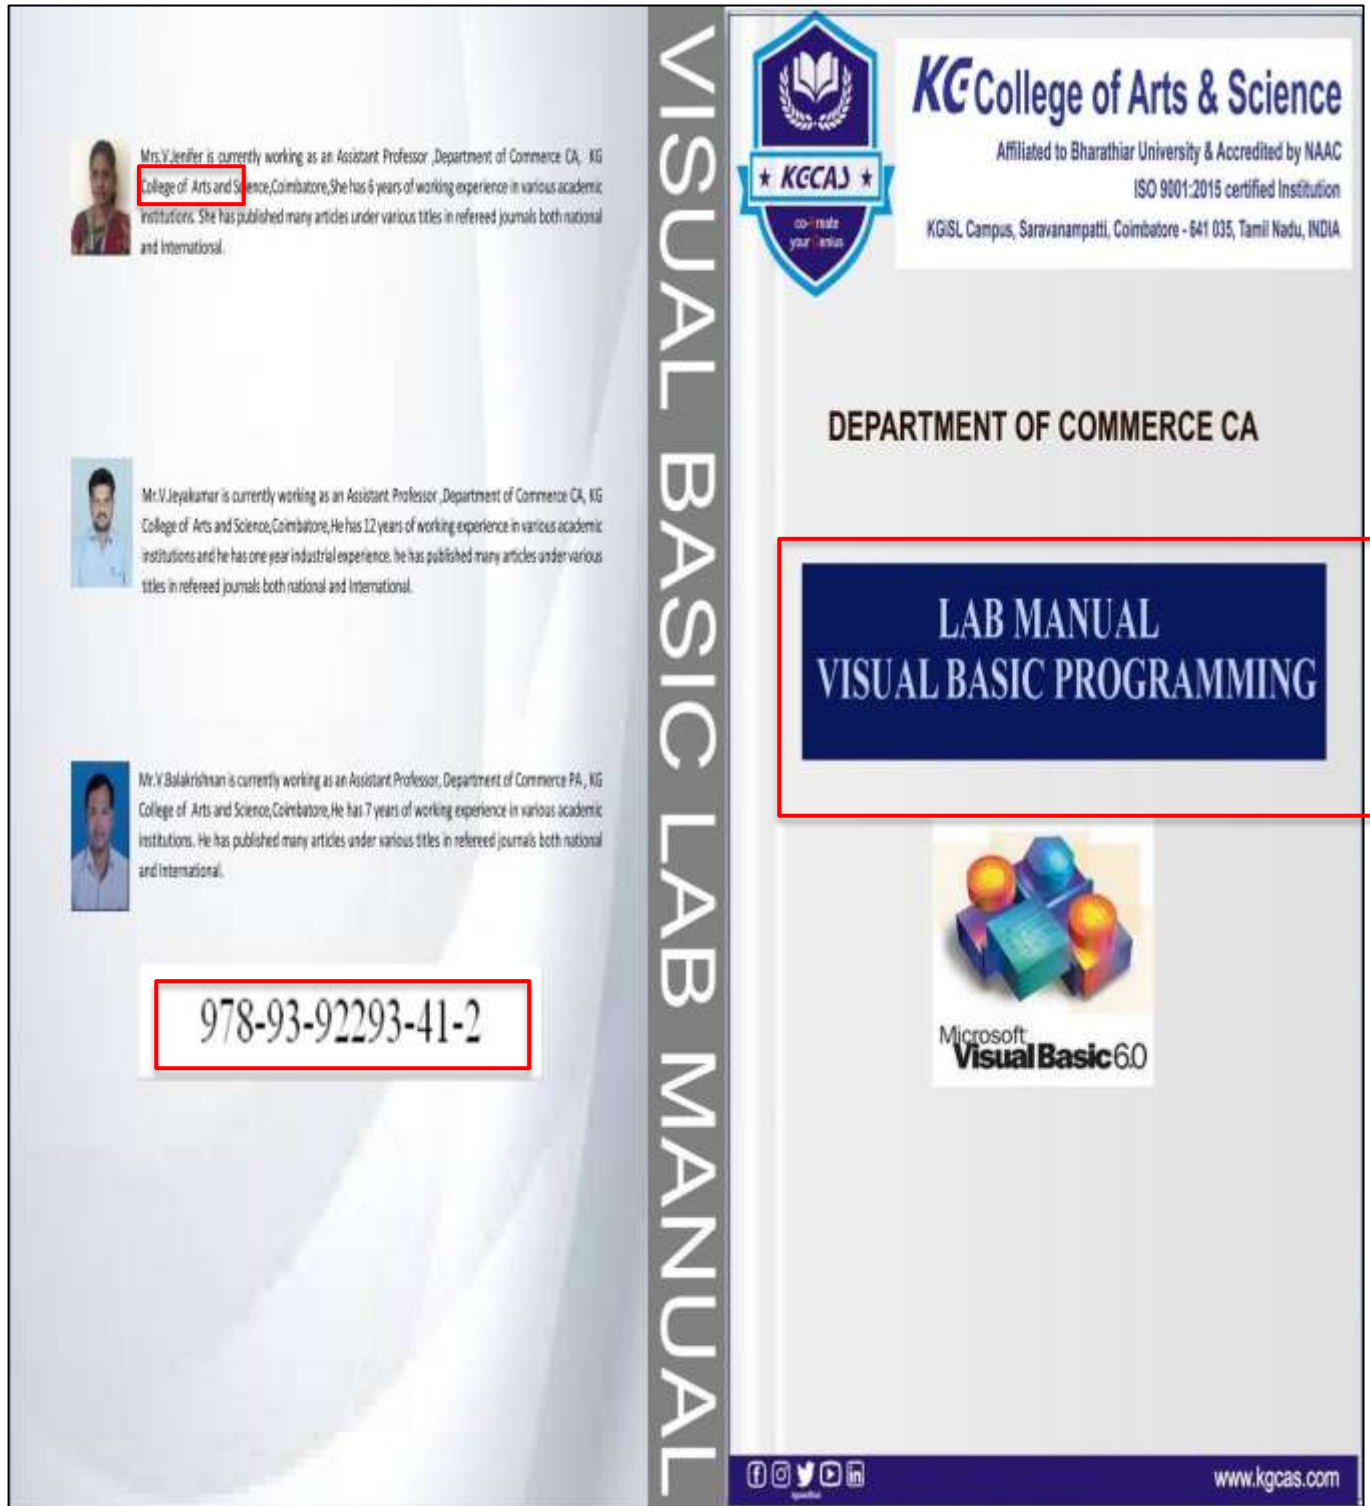 Mrs.V.Jenifer is currently working as an Assistant Professor ,Department of Commerce CA, KG
College of Arts and Science,Coimbatore,She has 6 years of working experience in various academic
institutions. She has published many articles under various titles in refereed journals both national
and International.
Mr.V.Jeyakumar is currently working as an Assistant Professor ,Department of Commerce CA, KG
College of Arts and Science,Coimbatore,He has 12 years of working experience in various academic
institutions and he has one year industrial experience. he has published many articles under various
titles in refereed journals both national and International.
Mr.V.Balakrishnan is currently working as an Assistant Professor, Department of Commerce PA , KG
College of Arts and Science,Coimbatore,He has 7 years of working experience in various academic
institutions. He has published many articles under various titles in refereed journals both national
and International.
978-93-92293-41-2
VISUAL BASIC LAB MANUAL
KGCAS
co-create
your Genius
KG College of Arts & Science
Affiliated to Bharathiar University & Accredited by NAAC
ISO 9001:2015 certified Institution
KGiSL Campus, Saravanampatti, Coimbatore - 641 035, Tamil Nadu, INDIA
DEPARTMENT OF COMMERCE CA
LAB MANUAL
VISUAL BASIC PROGRAMMING
Microsoft
Visual Basic 6.0
www.kgcas.com